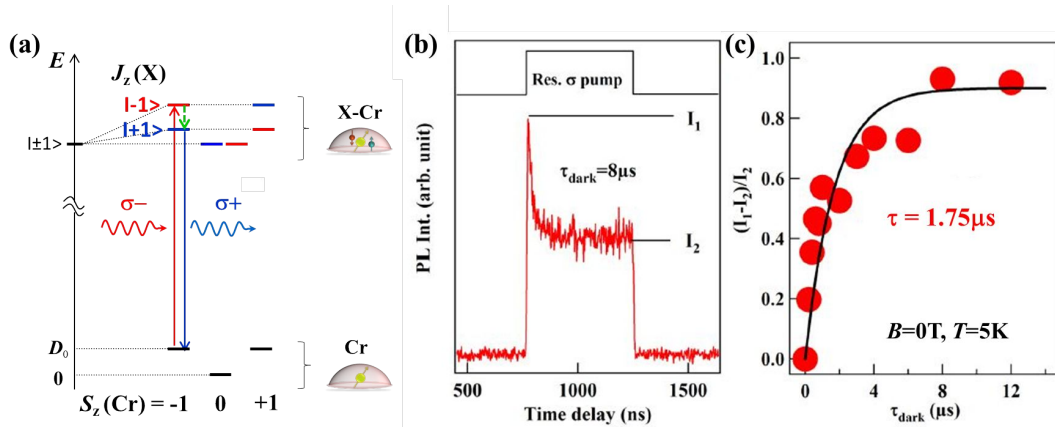 (a)
E
J_z(X)
|-1>
|+1>
|±1>
X-Cr
σ−
σ+
D_0
Cr
0
S_z(Cr) = -1 0 +1
(b)
Res. σ pump
I_1
τ_dark=8µs
I_2
PL Int. (arb. unit)
500 1000 1500
Time delay (ns)
(c)
1.0
0.8
0.6
0.4
0.2
0.0
(I_1-I_2)/I_2
τ = 1.75µs
B=0T, T=5K
0 4 8 12
τ_dark (µs)